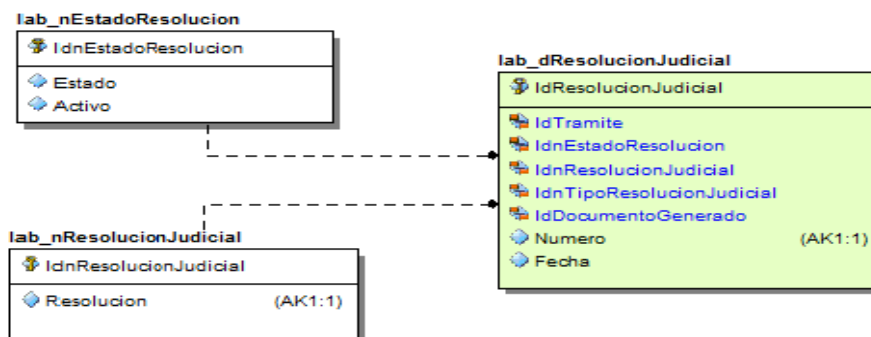 lab_nEstadoResolucion
IdnEstadoResolucion
Estado
Activo
lab_dResolucionJudicial
IdResolucionJudicial
IdTramite
IdnEstadoResolucion
IdnResolucionJudicial
IdnTipoResolucionJudicial
IdDocumentoGenerado
Numero (AK1:1)
Fecha
lab_nResolucionJudicial
IdnResolucionJudicial
Resolucion (AK1:1)